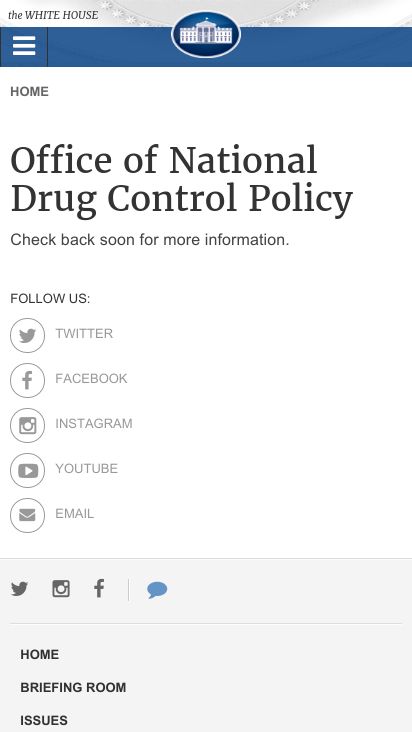 the WHITE HOUSE
HOME
Office of National
Drug Control Policy
Check back soon for more information.
FOLLOW US:
TWITTER
FACEBOOK
INSTAGRAM
YOUTUBE
EMAIL
HOME
BRIEFING ROOM
ISSUES